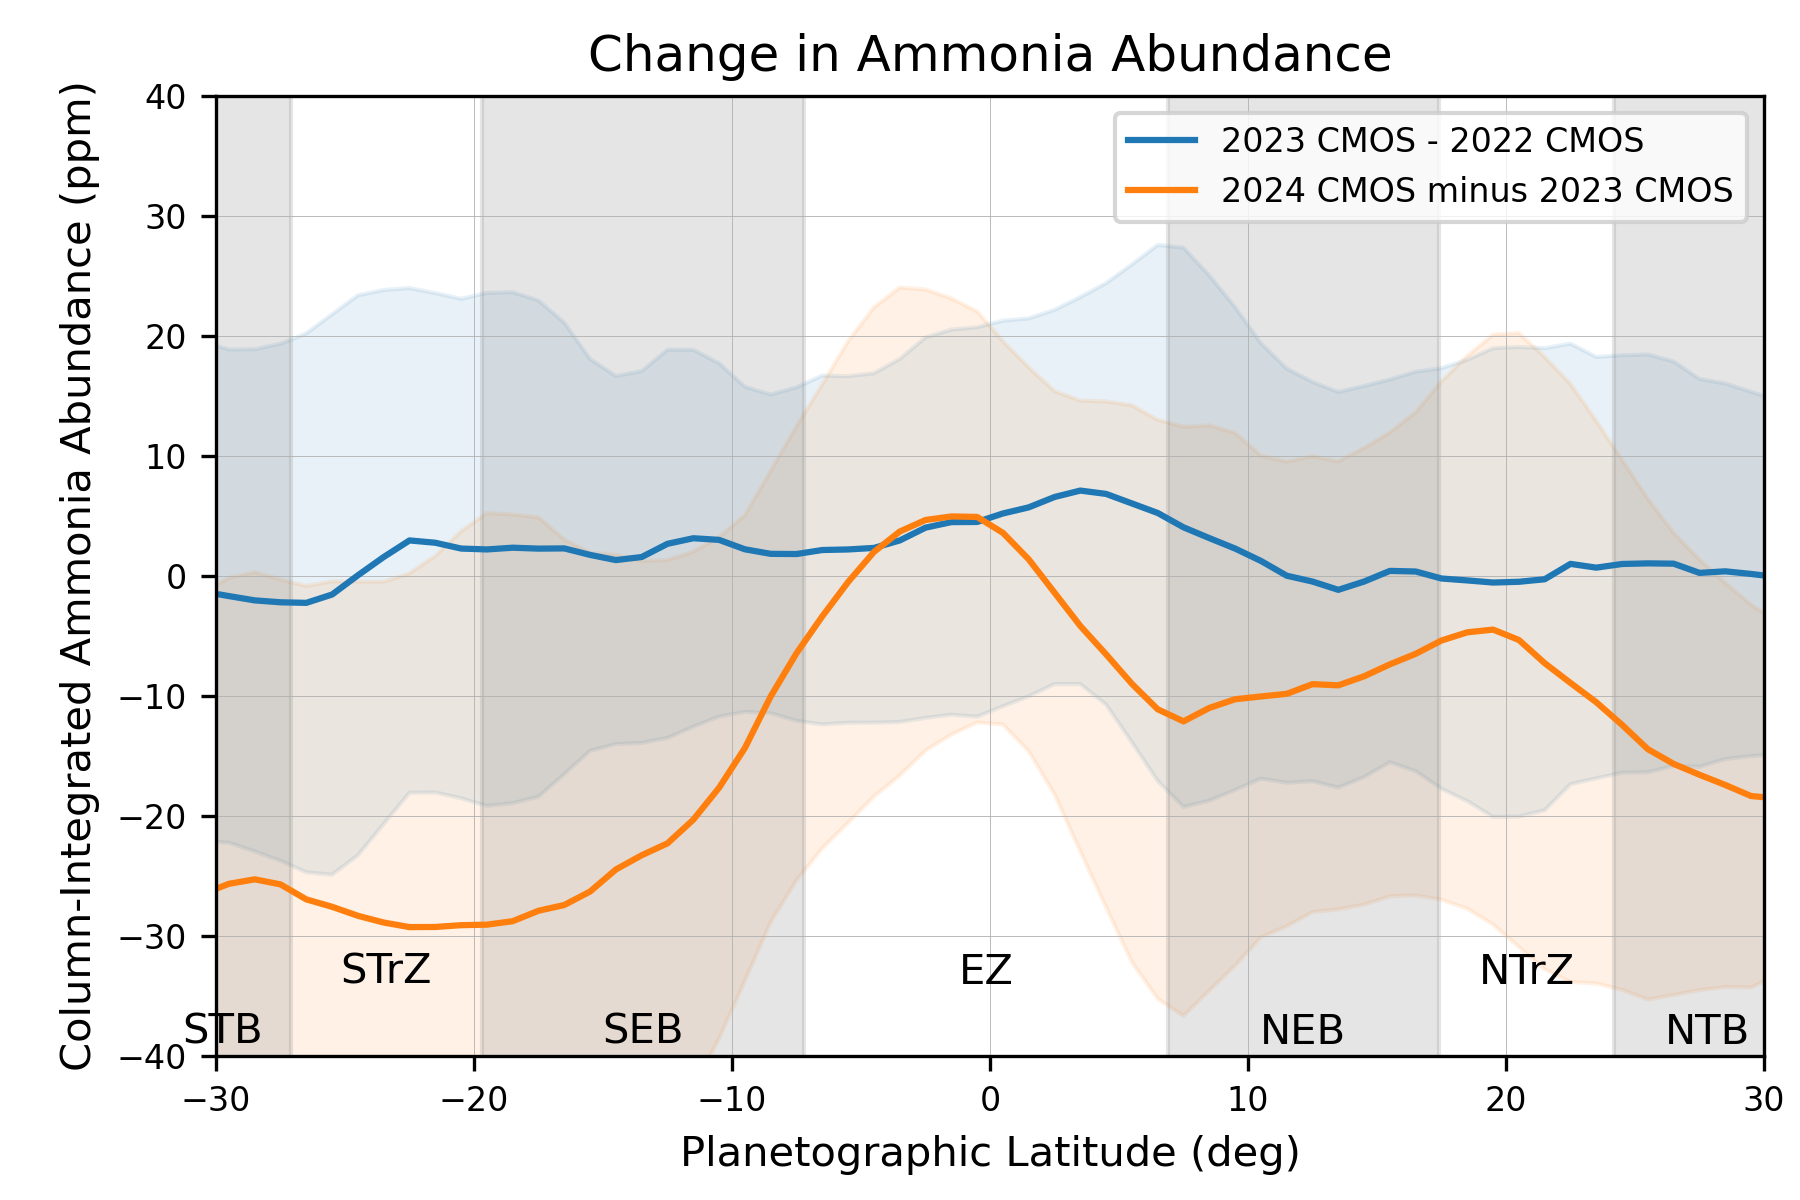 Change in Ammonia Abundance
Column-Integrated Ammonia Abundance (ppm)
40
30
20
10
0
−10
−20
−30
−40
2023 CMOS - 2022 CMOS
2024 CMOS minus 2023 CMOS
STrZ
EZ
NTrZ
STB
SEB
NEB
NTB
−30
−20
−10
0
10
20
30
Planetographic Latitude (deg)